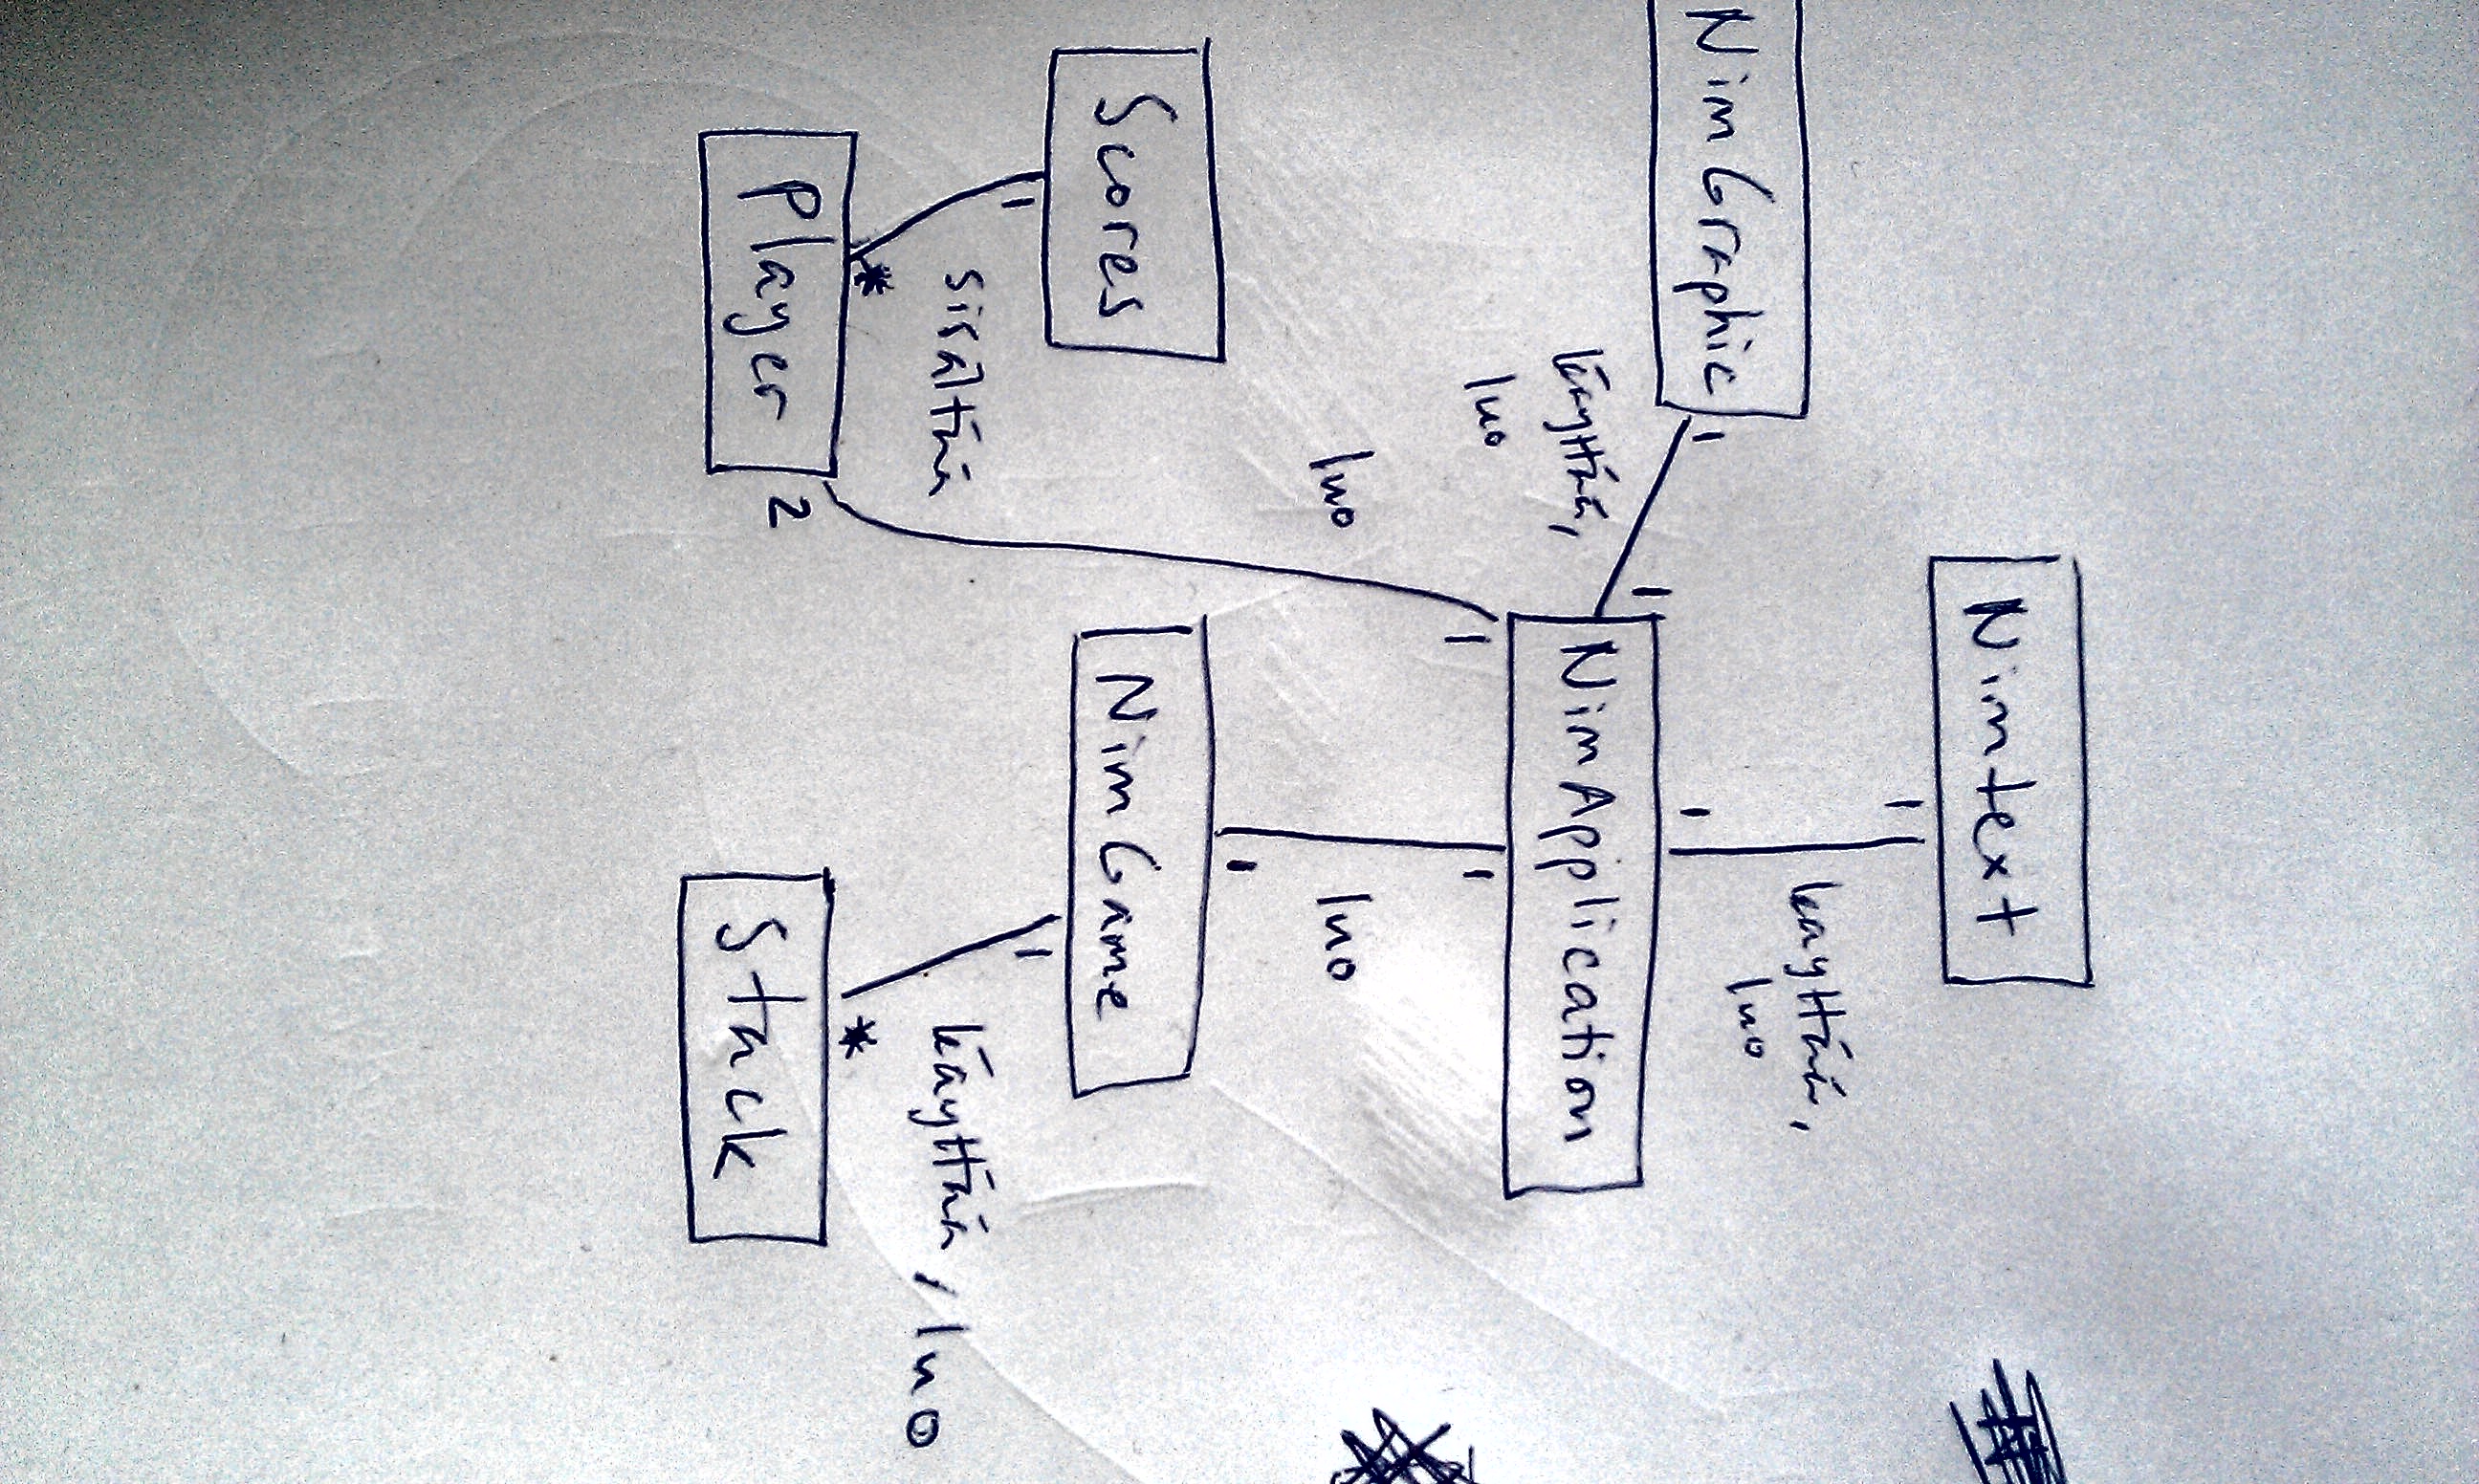 Nimtext
1
käyttää,
luo
1
NimGraphic
1
käyttää,
luo
1
NimApplication
1
1
luo
luo
1
NimGame
1
käyttää / luo
*
Stack
Scores
1
sisältää
*
Player
2